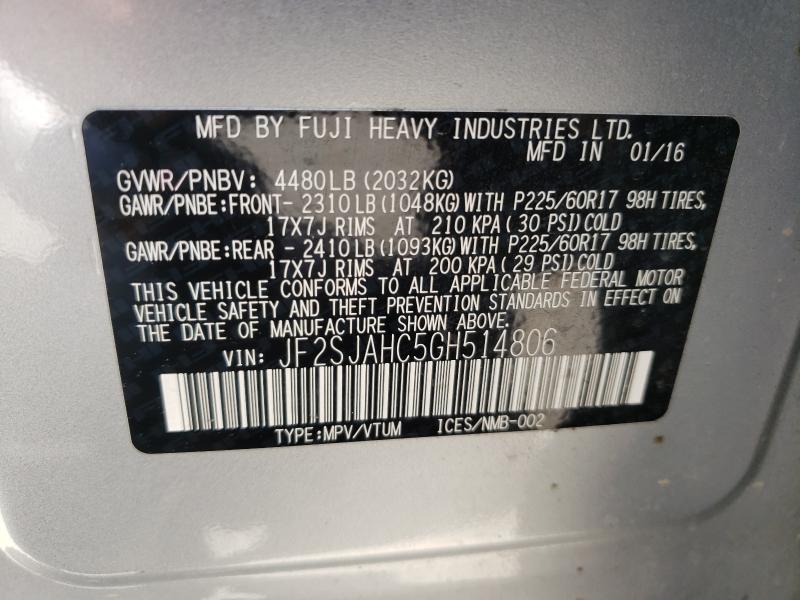 MFD BY FUJI HEAVY INDUSTRIES LTD.
MFD IN 01/16
GVWR/PNBV: 4480LB(2032KG)
GAWR/PNBE:FRONT- 2310LB(1048KG)WITH P225/60R17 98H TIRES,
17X7J RIMS AT 210 KPA( 30 PSI)COLD
GAWR/PNBE:REAR - 2410LB(1093KG)WITH P225/60R17 98H TIRES,
17X7J RIMS AT 200 KPA( 29 PSI)COLD
THIS VEHICLE CONFORMS TO ALL APPLICABLE FEDERAL MOTOR
VEHICLE SAFETY AND THEFT PREVENTION STANDARDS IN EFFECT ON
THE DATE OF MANUFACTURE SHOWN ABOVE.
VIN: JF2SJAHC5GH514806
TYPE:MPV/VTUM ICES/NMB-002